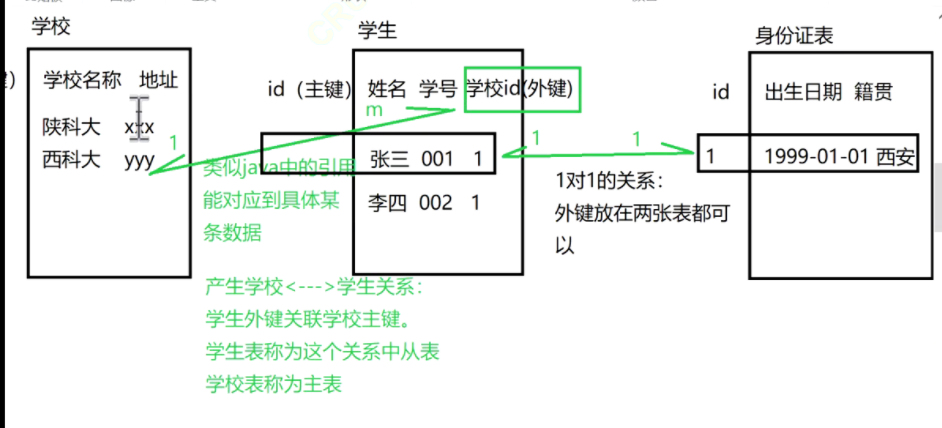 学校
学生
身份证表
键）
学校名称 地址
id（主键）
姓名 学号 学校id(外键)
id
出生日期 籍贯
m
陕科大 xxx
西科大 yyy
1
张三 001 1
1
1
1
1999-01-01 西安
李四 002 1
类似java中的引用
能对应到具体某
条数据
1对1的关系：
外键放在两张表都可
以
产生学校<--->学生关系：
学生外键关联学校主键。
学生表称为这个关系中从表
学校表称为主表